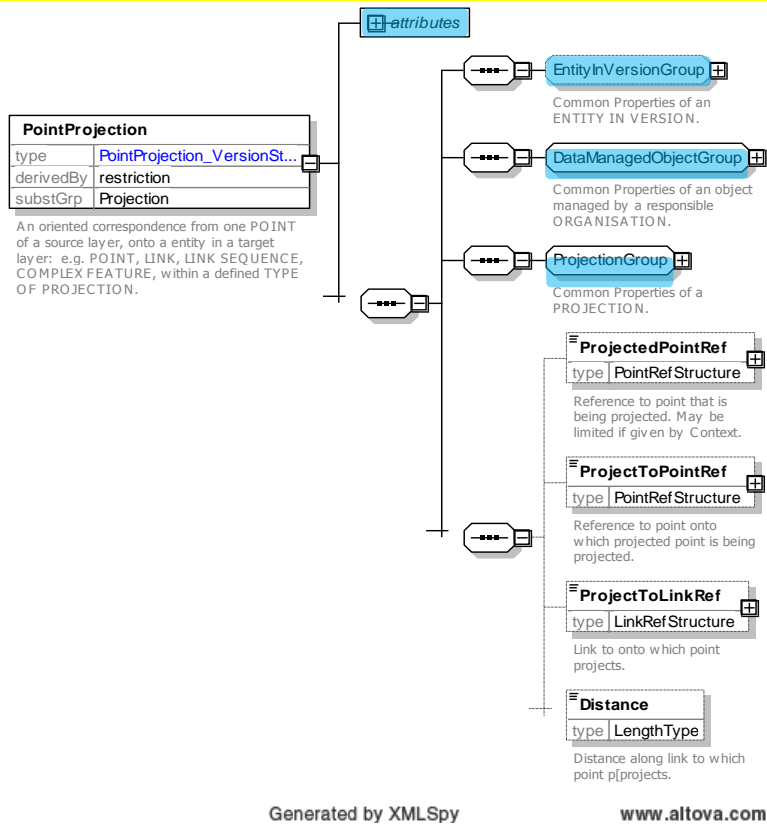 attributes
EntityInVersionGroup
Common Properties of an
ENTITY IN VERSION.
PointProjection
type PointProjection_VersionSt...
derivedBy restriction
substGrp Projection
An oriented correspondence from one POINT
of a source layer, onto a entity in a target
layer: e.g. POINT, LINK, LINK SEQUENCE,
COMPLEX FEATURE, within a defined TYPE
OF PROJECTION.
DataManagedObjectGroup
Common Properties of an object
managed by a responsible
ORGANISATION.
ProjectionGroup
Common Properties of a
PROJECTION.
ProjectedPointRef
type PointRefStructure
Reference to point that is
being projected. May be
limited if given by Context.
ProjectToPointRef
type PointRefStructure
Reference to point onto
which projected point is being
projected.
ProjectToLinkRef
type LinkRefStructure
Link to onto which point
projects.
Distance
type LengthType
Distance along link to which
point p[projects.
Generated by XMLSpy
www.altova.com